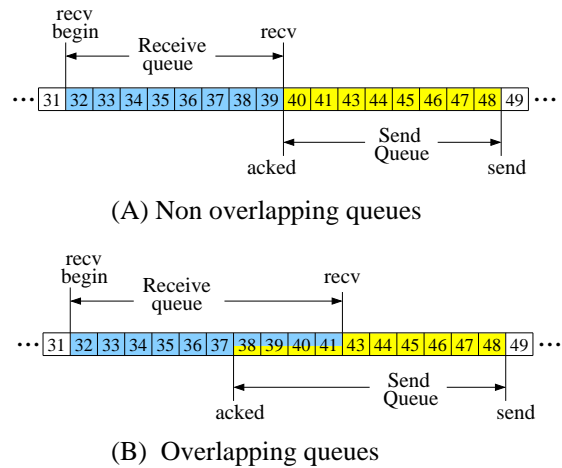 recv
begin
Receive
queue
recv
••• 31 32 33 34 35 36 37 38 39 40 41 43 44 45 46 47 48 49 •••
Send
Queue
acked
send
(A) Non overlapping queues
recv
begin
Receive
queue
recv
••• 31 32 33 34 35 36 37 38 39 40 41 43 44 45 46 47 48 49 •••
Send
Queue
acked
send
(B) Overlapping queues